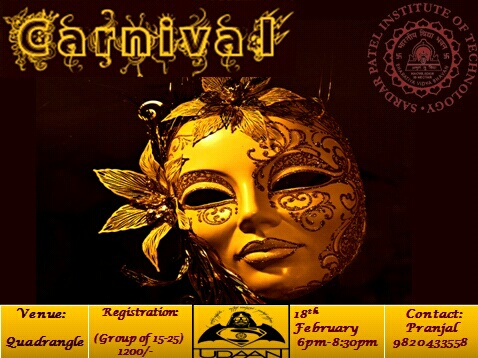 Carnival
SARDAR PATEL INSTITUTE OF TECHNOLOGY
Venue:
Quadrangle
Registration:
(Group of 15-25)
1200/-
UDAAN
18th
February
6pm-8:30pm
Contact:
Pranjal
9820433558